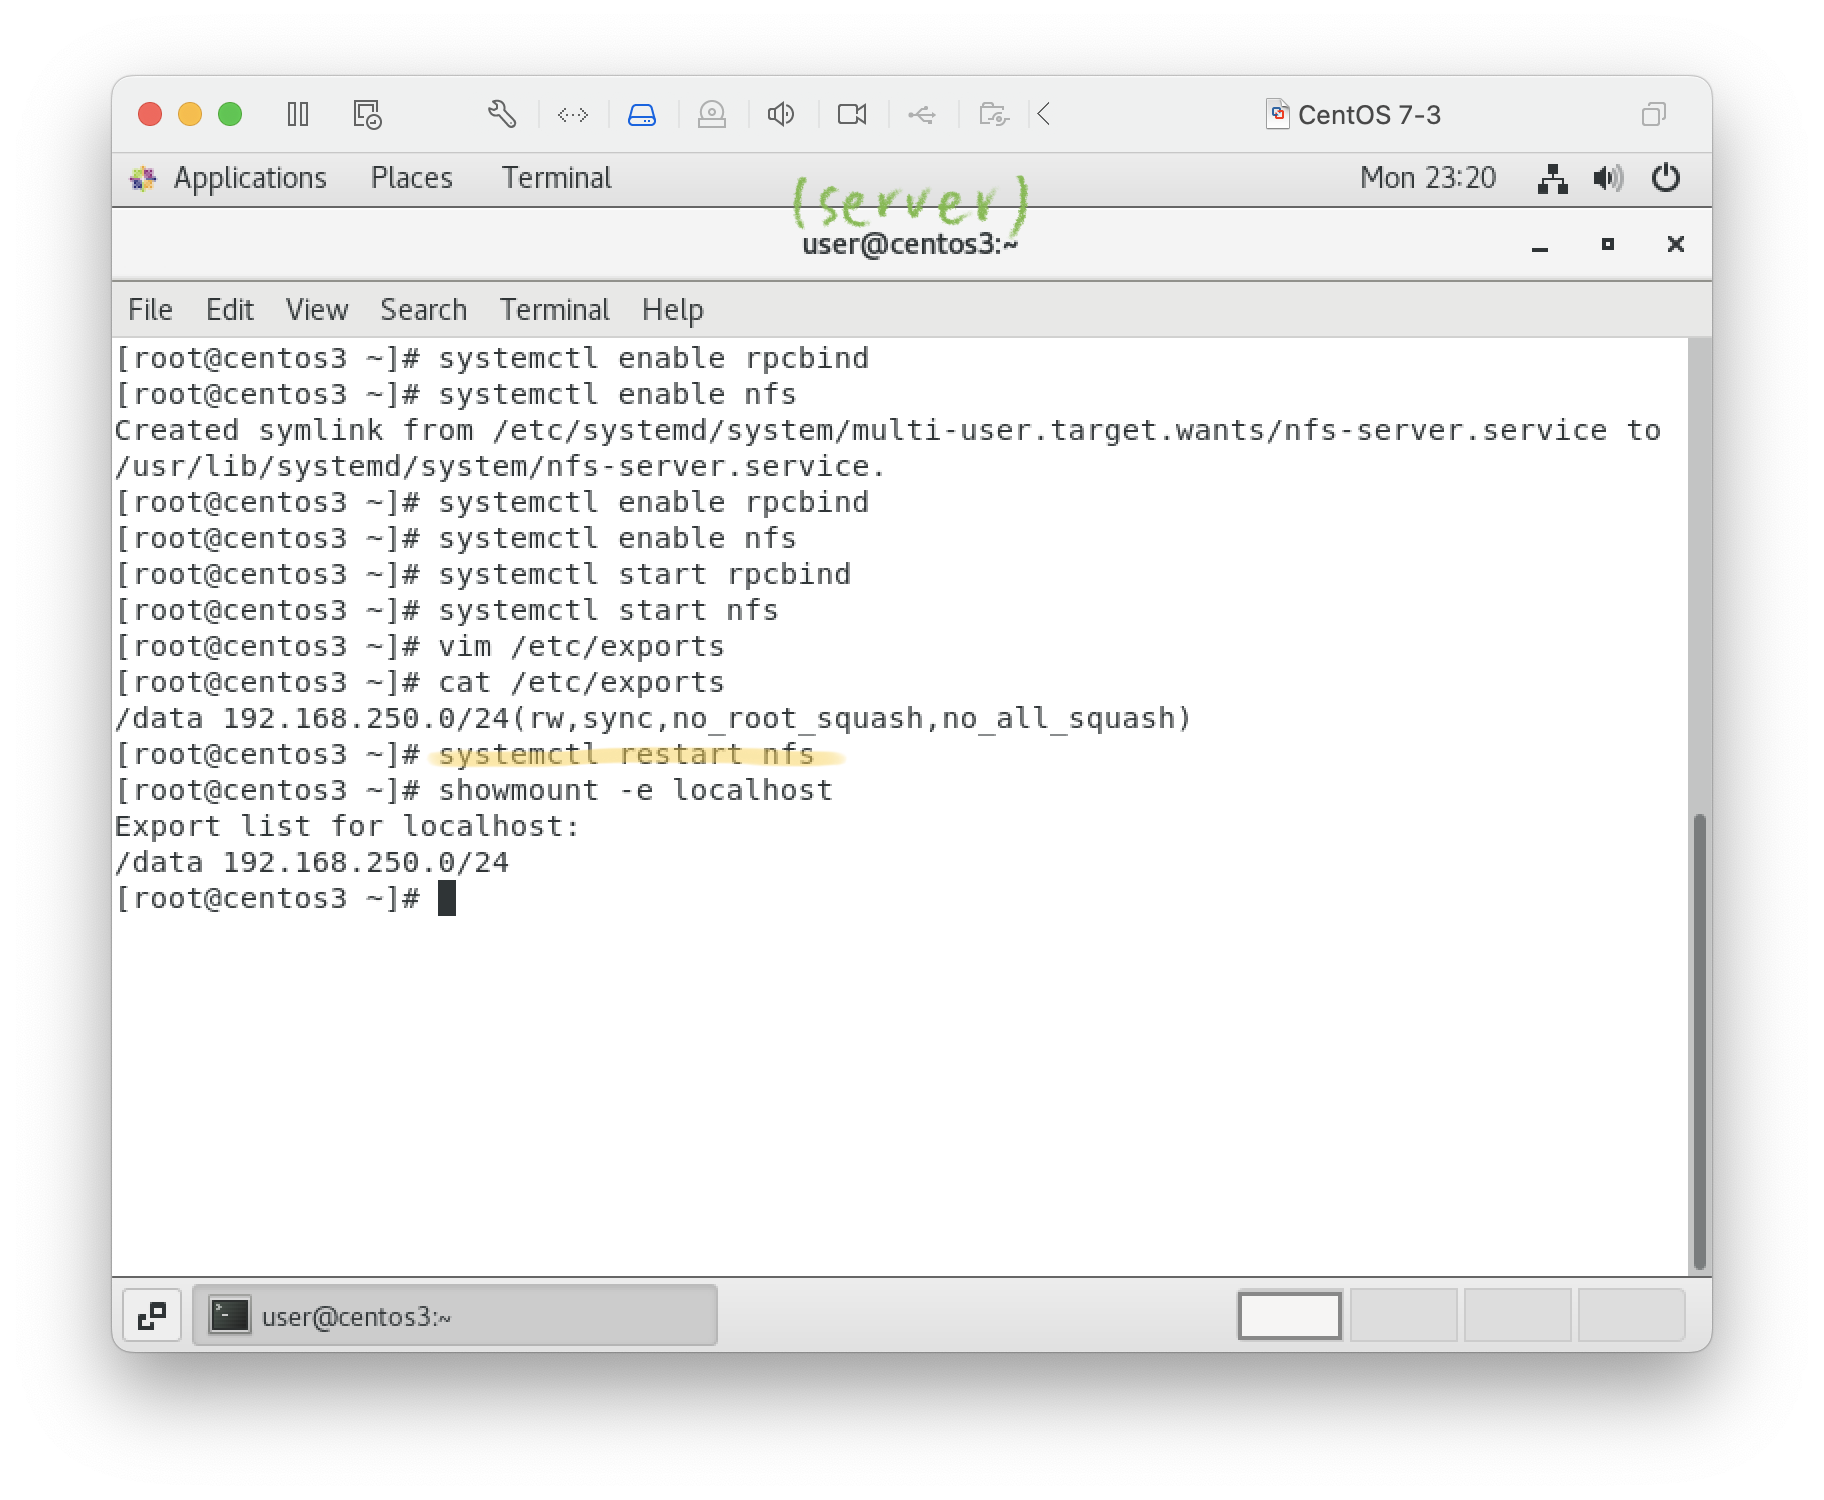 CentOS 7-3
Applications Places Terminal Mon 23:20
(server)
user@centos3:~
File Edit View Search Terminal Help
[root@centos3 ~]# systemctl enable rpcbind
[root@centos3 ~]# systemctl enable nfs
Created symlink from /etc/systemd/system/multi-user.target.wants/nfs-server.service to
/usr/lib/systemd/system/nfs-server.service.
[root@centos3 ~]# systemctl enable rpcbind
[root@centos3 ~]# systemctl enable nfs
[root@centos3 ~]# systemctl start rpcbind
[root@centos3 ~]# systemctl start nfs
[root@centos3 ~]# vim /etc/exports
[root@centos3 ~]# cat /etc/exports
/data 192.168.250.0/24(rw,sync,no_root_squash,no_all_squash)
[root@centos3 ~]# systemctl restart nfs
[root@centos3 ~]# showmount -e localhost
Export list for localhost:
/data 192.168.250.0/24
[root@centos3 ~]#
user@centos3:~